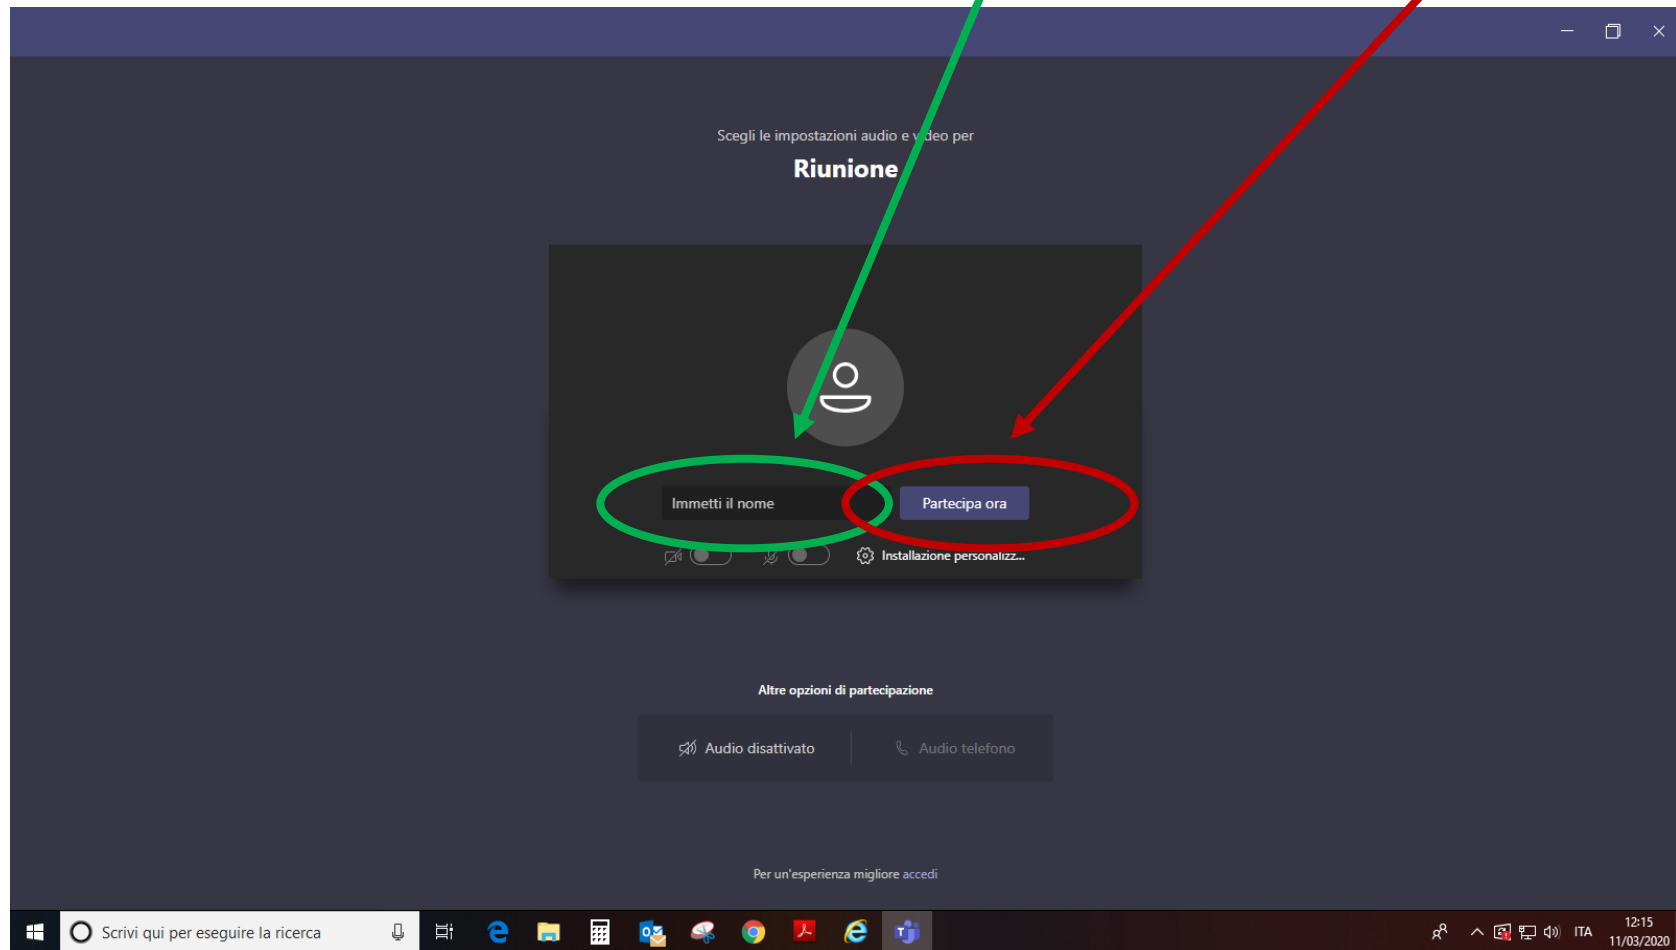 Scegli le impostazioni audio e video per
Riunione
Immetti il nome
Partecipa ora
Installazione personalizz...
Altre opzioni di partecipazione
Audio disattivato
Audio telefono
Per un'esperienza migliore accedi
Scrivi qui per eseguire la ricerca
ITA
12:15
11/03/2020